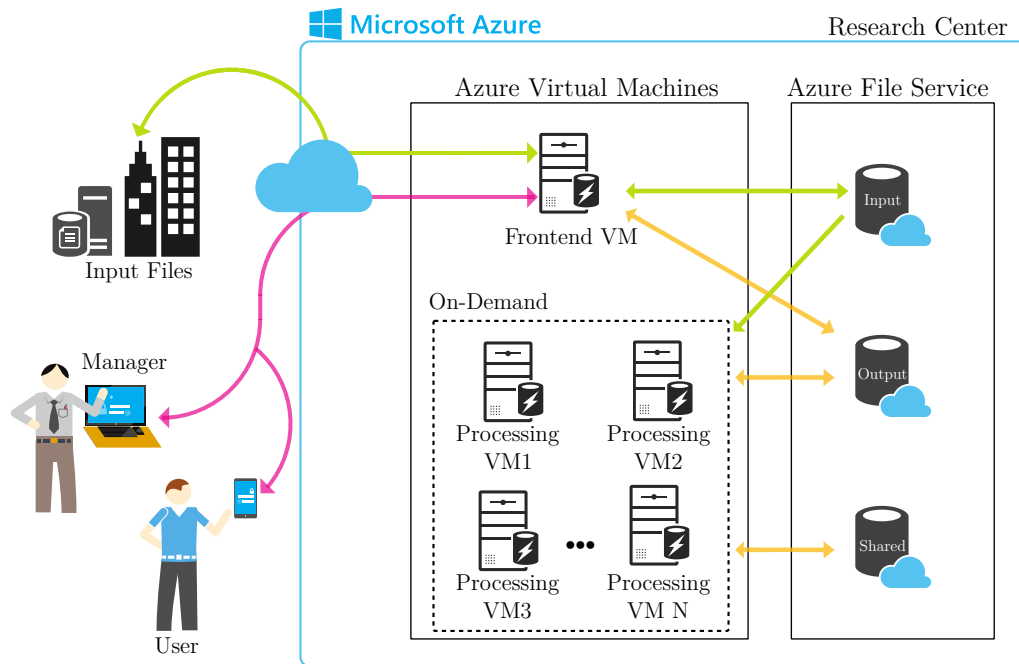 Microsoft Azure
Research Center
Azure Virtual Machines
Azure File Service
Input
Frontend VM
Input Files
On-Demand
Manager
Output
Processing
VM1
Processing
VM2
Shared
Processing
VM3
Processing
VM N
User